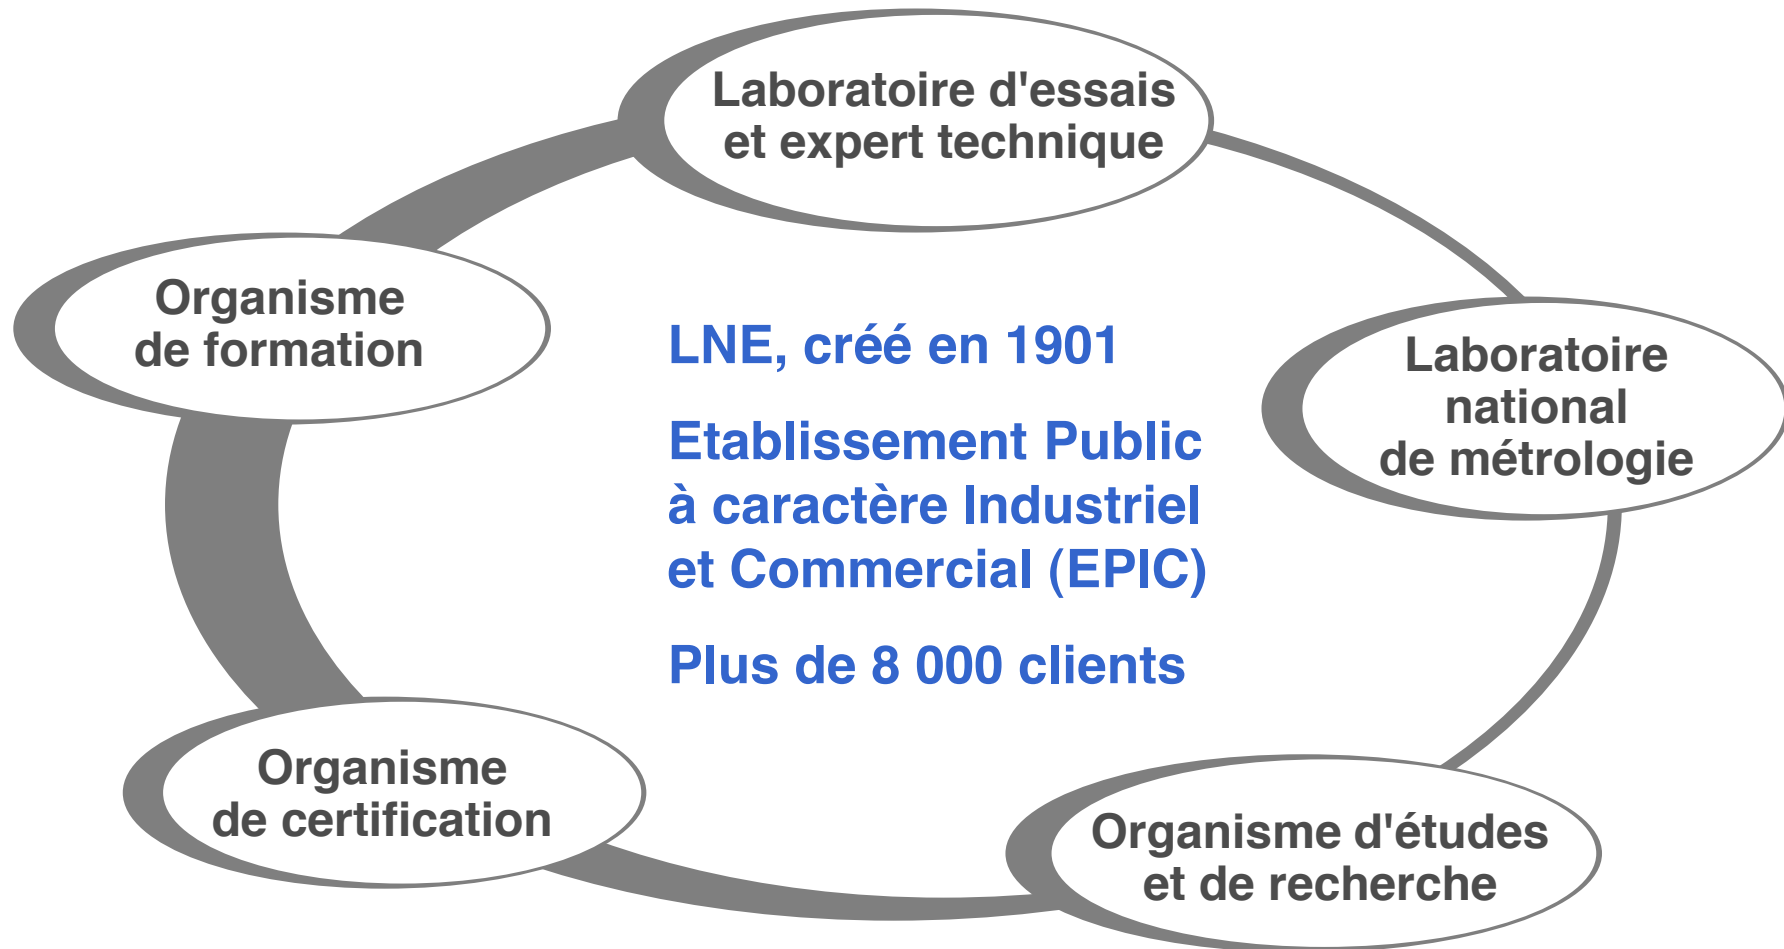 Laboratoire d'essais
et expert technique
Organisme
de formation
LNE, créé en 1901
Etablissement Public
à caractère Industriel
et Commercial (EPIC)
Plus de 8 000 clients
Laboratoire
national
de métrologie
Organisme
de certification
Organisme d'études
et de recherche